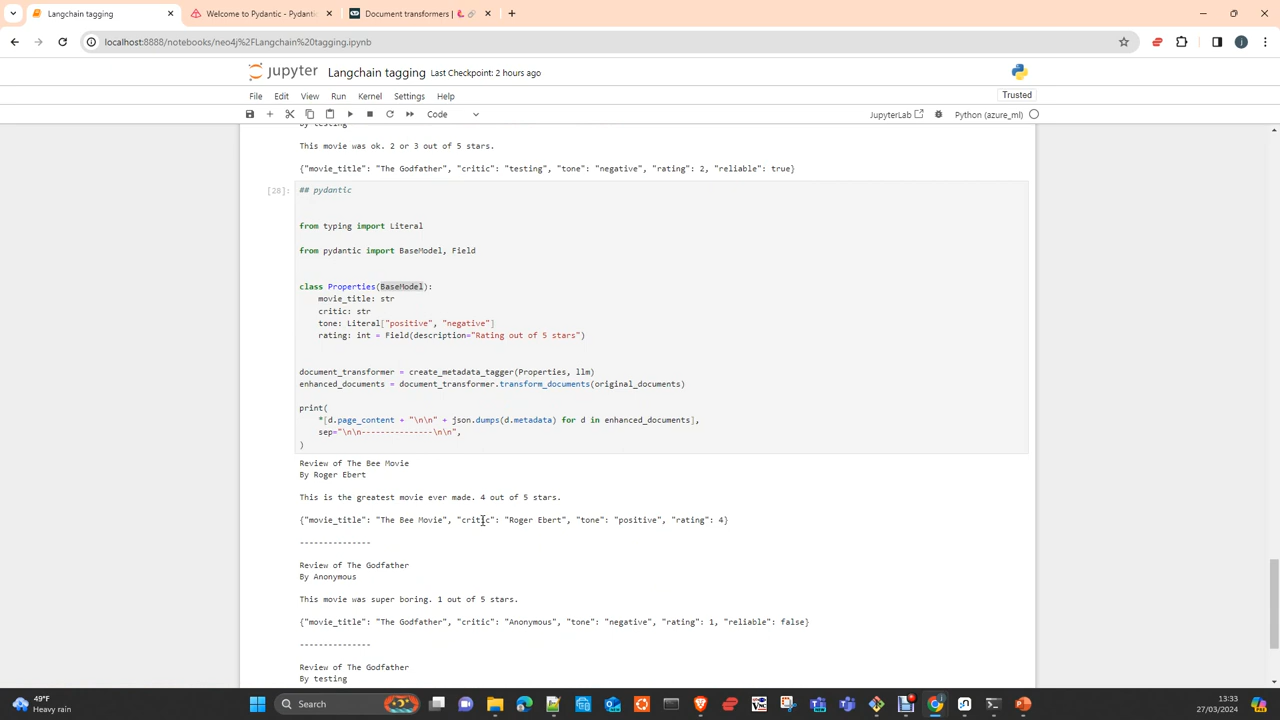 Langchain tagging
Welcome to Pydantic - Pydantic
Document transformers |
localhost:8888/notebooks/neo4j%2FLangchain%20tagging.ipynb
jupyter Langchain tagging Last Checkpoint: 2 hours ago
File Edit View Run Kernel Settings Help
Trusted
Code
JupyterLab
Python (azure_ml)
By testing
This movie was ok. 2 or 3 out of 5 stars.
{"movie_title": "The Godfather", "critic": "testing", "tone": "negative", "rating": 2, "reliable": true}
[28]: ## pydantic
from typing import Literal
from pydantic import BaseModel, Field
class Properties(BaseModel):
movie_title: str
critic: str
tone: Literal["positive", "negative"]
rating: int = Field(description="Rating out of 5 stars")
document_transformer = create_metadata_tagger(Properties, llm)
enhanced_documents = document_transformer.transform_documents(original_documents)
print(
*[d.page_content + "\n\n" + json.dumps(d.metadata) for d in enhanced_documents],
sep="\n\n---------------\n\n",
)
Review of The Bee Movie
By Roger Ebert
This is the greatest movie ever made. 4 out of 5 stars.
{"movie_title": "The Bee Movie", "critic": "Roger Ebert", "tone": "positive", "rating": 4}
---------------
Review of The Godfather
By Anonymous
This movie was super boring. 1 out of 5 stars.
{"movie_title": "The Godfather", "critic": "Anonymous", "tone": "negative", "rating": 1, "reliable": false}
---------------
Review of The Godfather
By testing
49°F
Heavy rain
Search
13:33
27/03/2024